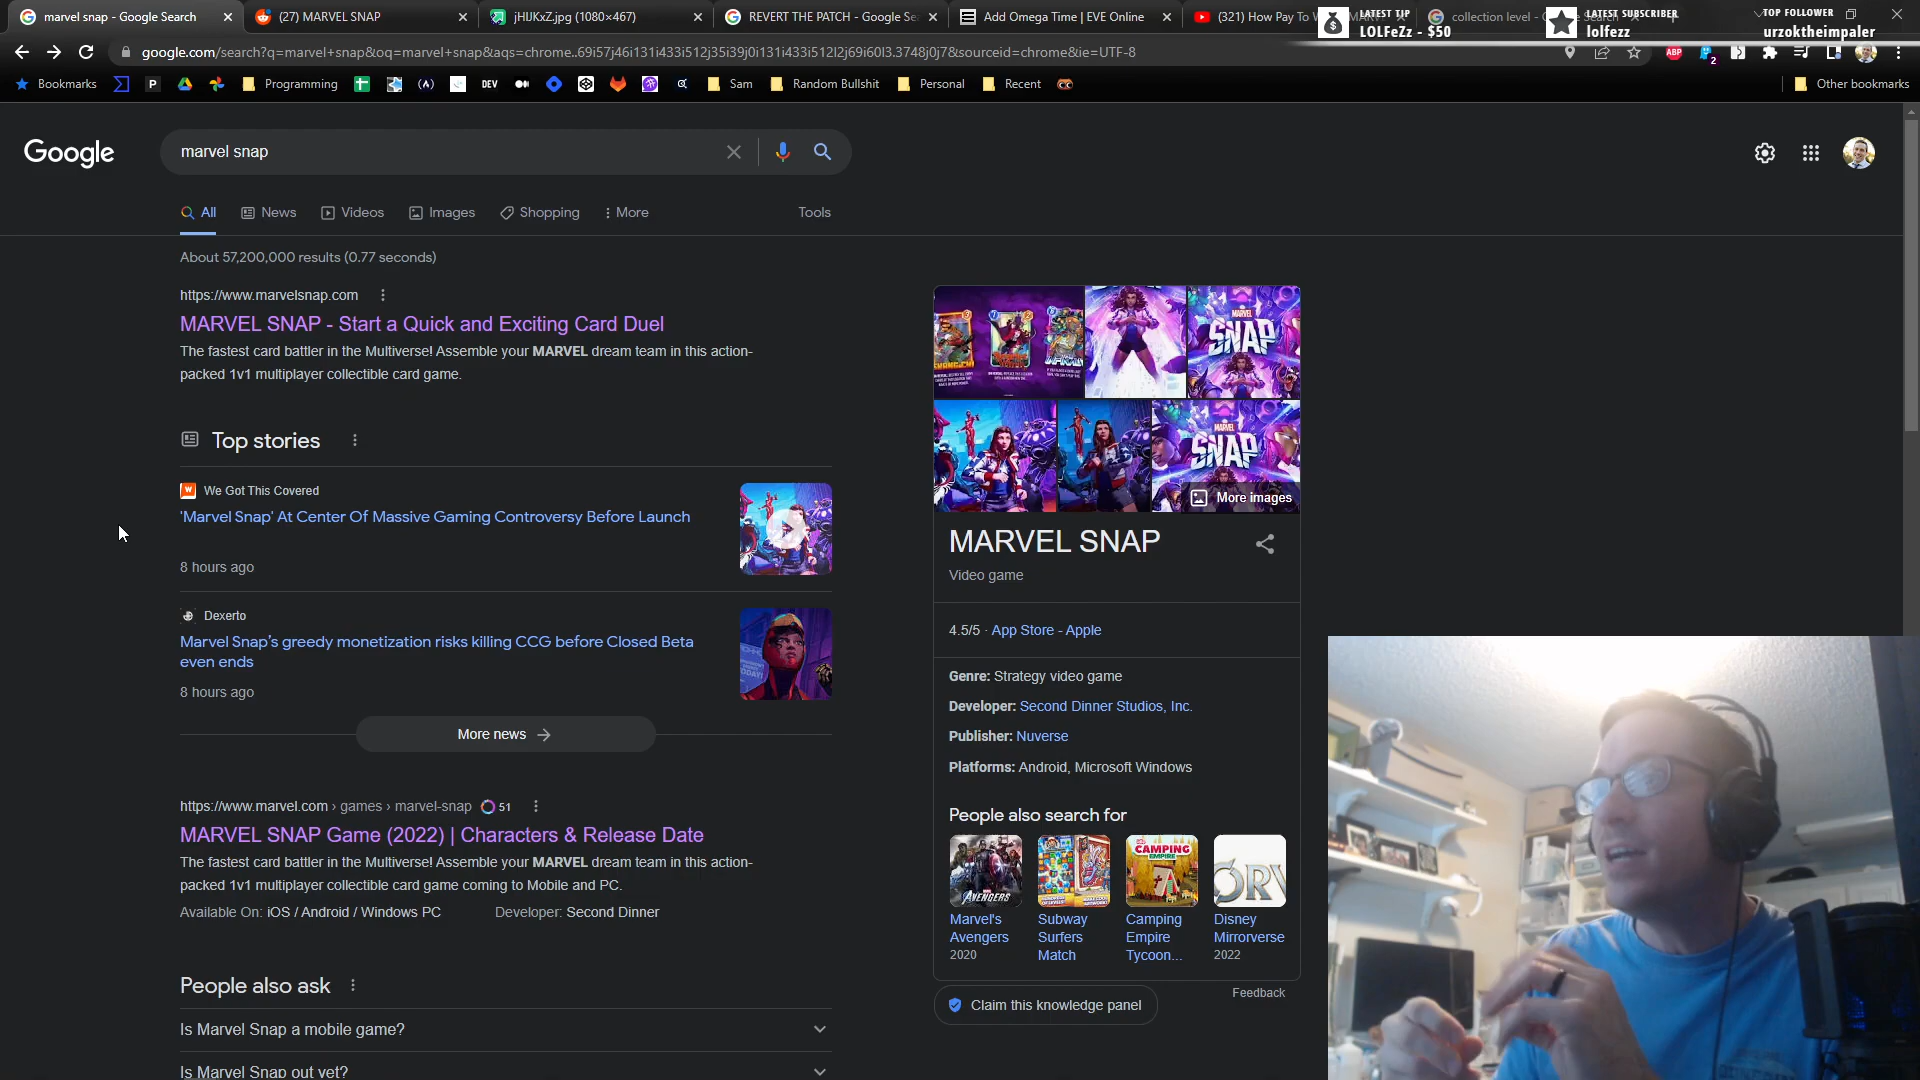 marvel snap - Google Search
(27) MARVEL SNAP
jHIJKxZ.jpg (1080×467)
REVERT THE PATCH - Google Se
Add Omega Time | EVE Online
(321) How Pay To
collection level -
LATEST TIP
LOLFeZz - $50
LATEST SUBSCRIBER
lolfezz
TOP FOLLOWER
urzoktheimpaler
google.com/search?q=marvel+snap&oq=marvel+snap&aqs=chrome..69i57j46i131i433i512j35i39j0i131i433i512l2j69i60l3.3748j0j7&sourceid=chrome&ie=UTF-8
ABP
2
Bookmarks
P
Programming
(A)
DEV
Sam
Random Bullshit
Personal
Recent
Other bookmarks
Google
marvel snap
All
News
Videos
Images
Shopping
More
Tools
About 57,200,000 results (0.77 seconds)
https://www.marvelsnap.com
MARVEL SNAP - Start a Quick and Exciting Card Duel
The fastest card battler in the Multiverse! Assemble your MARVEL dream team in this action-
packed 1v1 multiplayer collectible card game.
Top stories
We Got This Covered
'Marvel Snap' At Center Of Massive Gaming Controversy Before Launch
8 hours ago
Dexerto
Marvel Snap's greedy monetization risks killing CCG before Closed Beta
even ends
8 hours ago
More news
https://www.marvel.com › games › marvel-snap
51
MARVEL SNAP Game (2022) | Characters & Release Date
The fastest card battler in the Multiverse! Assemble your MARVEL dream team in this action-
packed 1v1 multiplayer collectible card game coming to Mobile and PC.
Available On: iOS / Android / Windows PC
Developer: Second Dinner
People also ask
Is Marvel Snap a mobile game?
Is Marvel Snap out yet?
MARVEL
SNAP
MARVEL
SNAP
More images
MARVEL SNAP
Video game
4.5/5 · App Store - Apple
Genre: Strategy video game
Developer: Second Dinner Studios, Inc.
Publisher: Nuverse
Platforms: Android, Microsoft Windows
People also search for
AVENGERS
CAMPING
EMPIRE
Marvel's
Avengers
2020
Subway
Surfers
Match
Camping
Empire
Tycoon...
Disney
Mirrorverse
2022
Feedback
Claim this knowledge panel